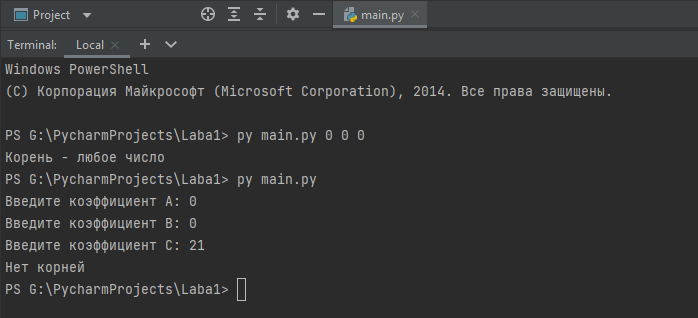 Project
main.py
Terminal: Local
Windows PowerShell
(C) Корпорация Майкрософт (Microsoft Corporation), 2014. Все права защищены.
PS G:\PycharmProjects\Laba1> py main.py 0 0 0
Корень - любое число
PS G:\PycharmProjects\Laba1> py main.py
Введите коэффициент A: 0
Введите коэффициент B: 0
Введите коэффициент C: 21
Нет корней
PS G:\PycharmProjects\Laba1>